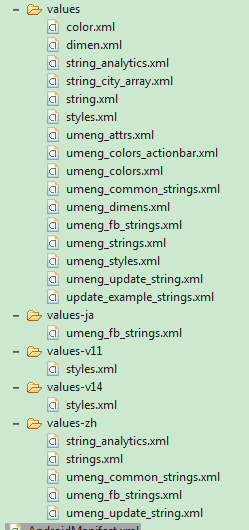 values
color.xml
dimen.xml
string_analytics.xml
string_city_array.xml
string.xml
styles.xml
umeng_attrs.xml
umeng_colors_actionbar.xml
umeng_colors.xml
umeng_common_strings.xml
umeng_dimens.xml
umeng_fb_strings.xml
umeng_strings.xml
umeng_styles.xml
umeng_update_string.xml
update_example_strings.xml
values-ja
umeng_fb_strings.xml
values-v11
styles.xml
values-v14
styles.xml
values-zh
string_analytics.xml
strings.xml
umeng_common_strings.xml
umeng_fb_strings.xml
umeng_update_string.xml
AndroidManifest.xml